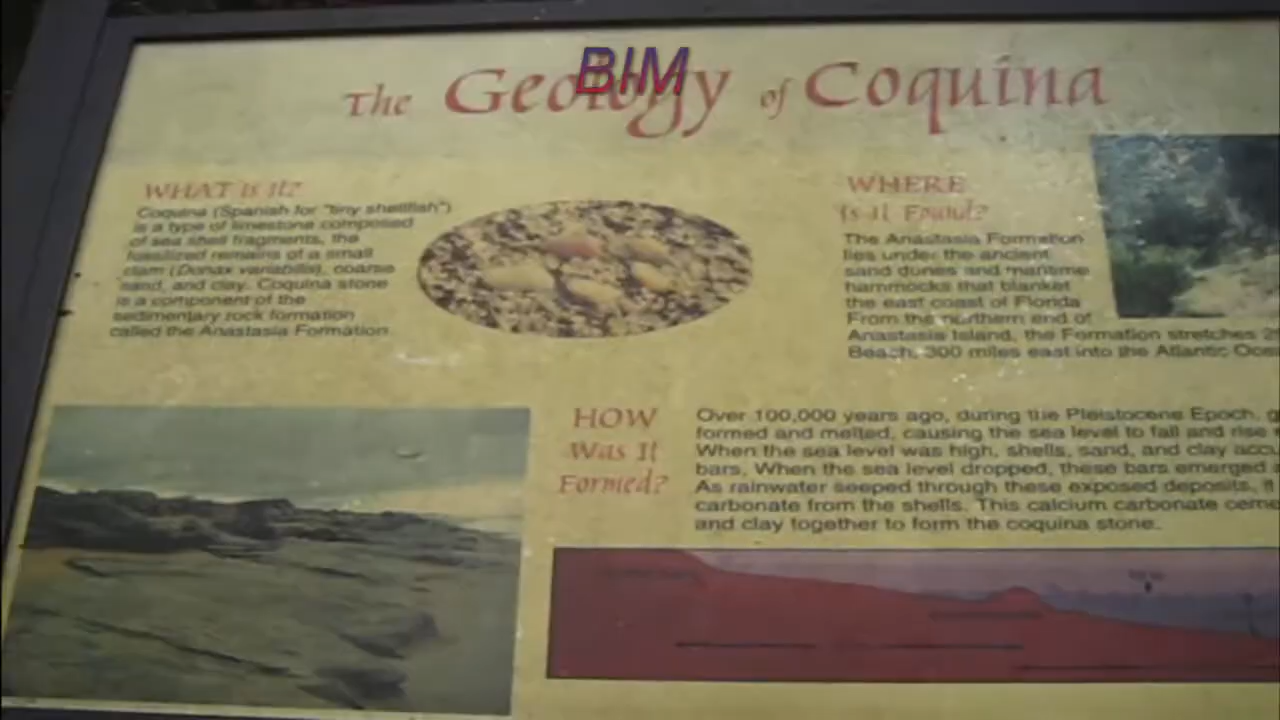 BIM
The Geology of Coquina
WHAT is it?
Coquina (Spanish for "tiny shellfish")
is a type of limestone composed
of sea shell fragments, the
fossilized remains of a small
clam (Donax variabilis), coarse
sand, and clay. Coquina stone
is a component of the
sedimentary rock formation
called the Anastasia Formation.
WHERE
Is It Found?
The Anastasia Formation
lies under the ancient
sand dunes and maritime
hammocks that blanket
the east coast of Florida
From the northern end of
Anastasia Island, the Formation stretches
Beach, 300 miles east into the Atlantic
HOW
Was It
Formed?
Over 100,000 years ago, during the Pleistocene Epoch,
formed and melted, causing the sea level to fall and rise
When the sea level was high, shells, sand, and clay
bars. When the sea level dropped, these bars emerged
As rainwater seeped through these exposed deposits, it
carbonate from the shells. This calcium carbonate
and clay together to form the coquina stone.